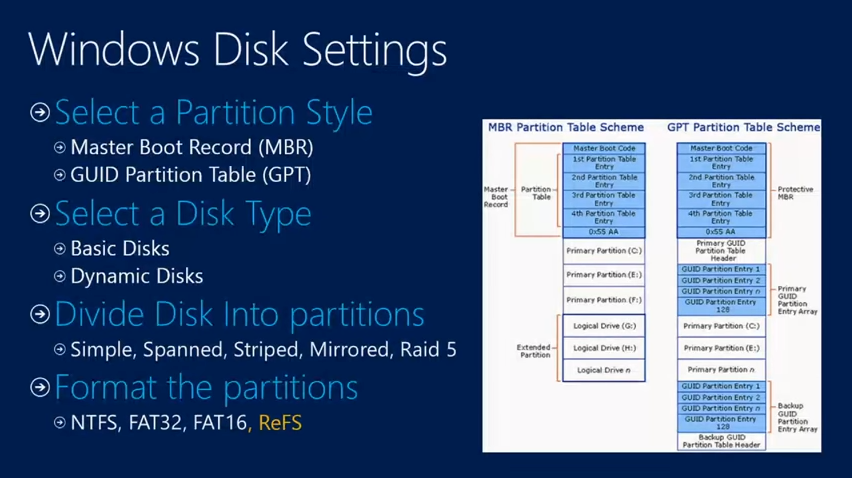 Windows Disk Settings
Select a Partition Style
Master Boot Record (MBR)
GUID Partition Table (GPT)
Select a Disk Type
Basic Disks
Dynamic Disks
Divide Disk Into partitions
Simple, Spanned, Striped, Mirrored, Raid 5
Format the partitions
NTFS, FAT32, FAT16, ReFS
MBR Partition Table Scheme
Master Boot Record
Partition Table
Master Boot Code
1st Partition Table Entry
2nd Partition Table Entry
3rd Partition Table Entry
4th Partition Table Entry
0x55 AA
Primary Partition (C:)
Primary Partition (E:)
Primary Partition (F:)
Extended Partition
Logical Drive (G:)
Logical Drive (H:)
Logical Drive n
GPT Partition Table Scheme
Master Boot Code
1st Partition Table Entry
2nd Partition Table Entry
3rd Partition Table Entry
4th Partition Table Entry
0x55 AA
Protective MBR
Primary GUID Partition Table Header
GUID Partition Entry 1
GUID Partition Entry 2
GUID Partition Entry n
GUID Partition Entry 128
Primary GUID Partition Entry Array
Primary Partition (C:)
Primary Partition (E:)
Primary Partition n
GUID Partition Entry 1
GUID Partition Entry 2
GUID Partition Entry n
GUID Partition Entry 128
Backup GUID Partition Entry Array
Backup GUID Partition Table Header